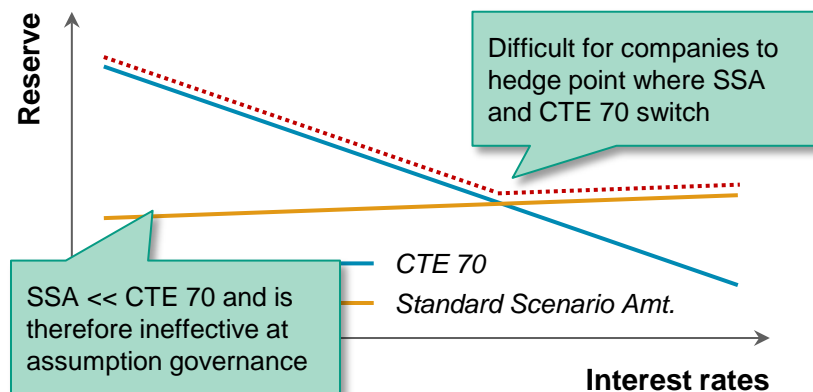 Reserve
Difficult for companies to
hedge point where SSA
and CTE 70 switch
CTE 70
Standard Scenario Amt.
SSA << CTE 70 and is
therefore ineffective at
assumption governance
Interest rates